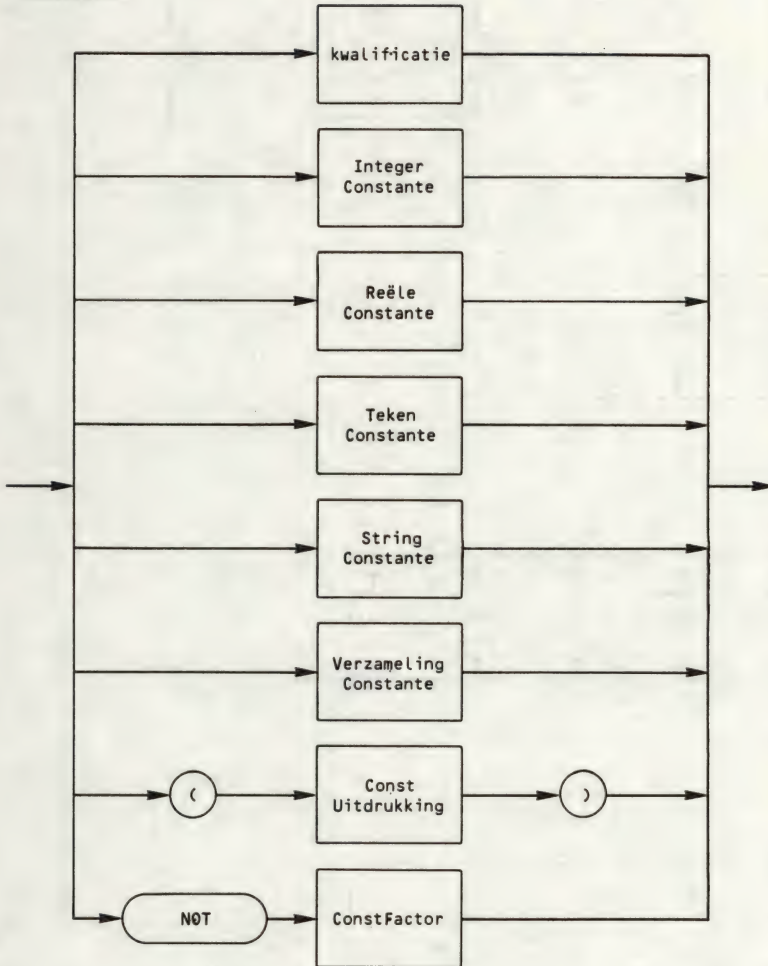 kwalificatie
Integer
Constante
Reële
Constante
Teken
Constante
String
Constante
Verzameling
Constante
( Const )
Uitdrukking
NOT ConstFactor